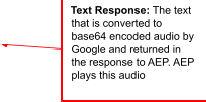 Text Response: The text
that is converted to
base64 encoded audio by
Google and returned in
the response to AEP. AEP
plays this audio